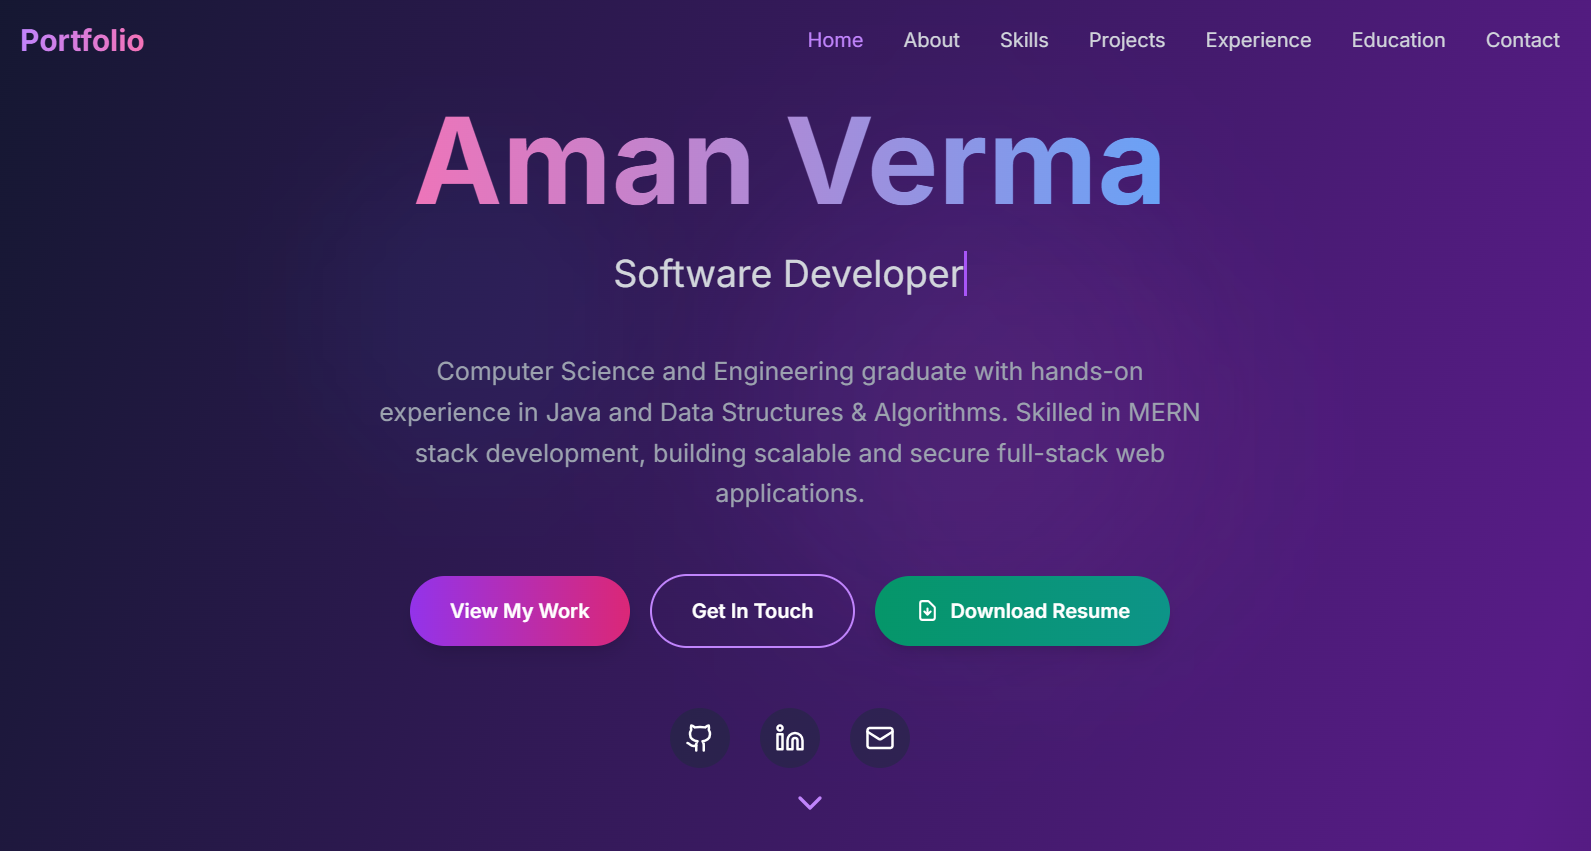 Portfolio
Home About Skills Projects Experience Education Contact
Aman Verma
Software Developer
Computer Science and Engineering graduate with hands-on
experience in Java and Data Structures & Algorithms. Skilled in MERN
stack development, building scalable and secure full-stack web
applications.
View My Work
Get In Touch
Download Resume